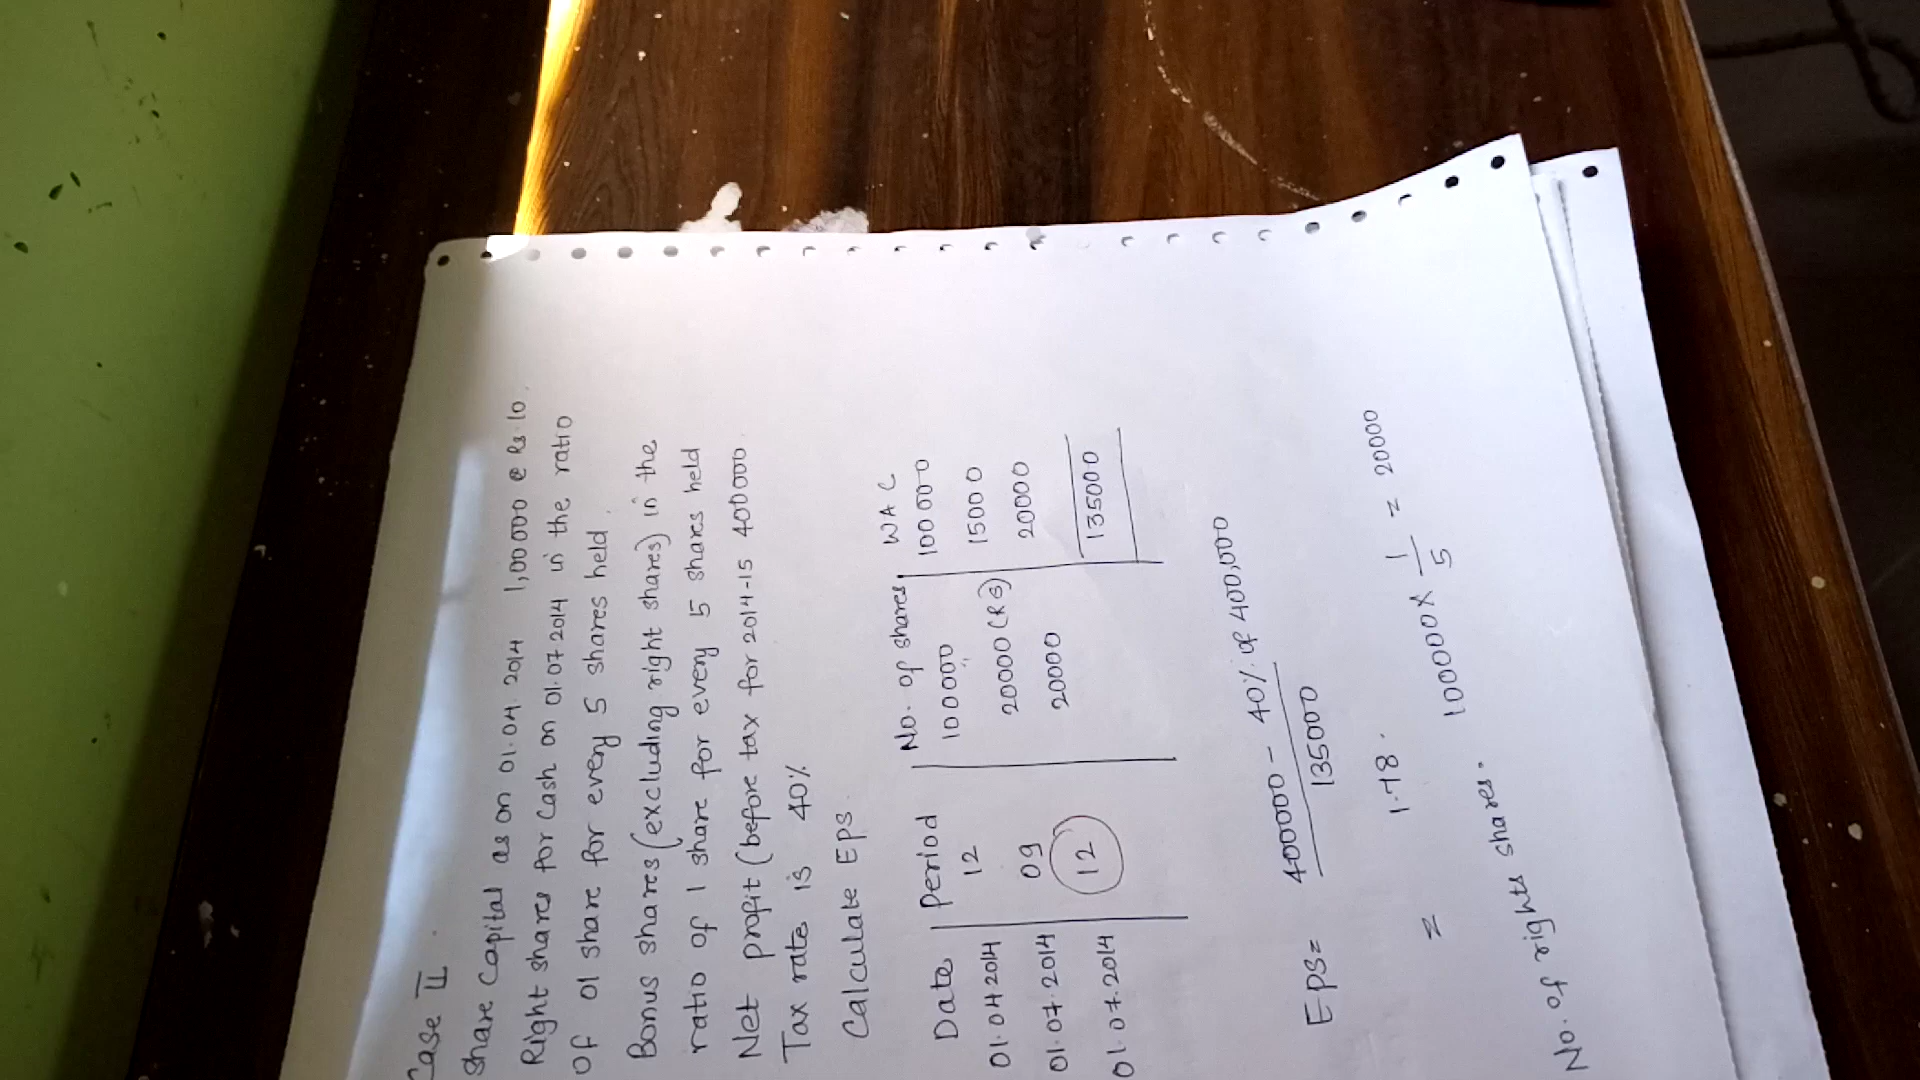 Case II.
Share Capital as on 01.04.2014 1,00000 @ Rs.10.
Right shares for Cash on 01.07.2014 in the ratio
of 01 share for every 5 shares held.
Bonus shares (excluding right shares) in the
ratio of 1 share for every 5 shares held
Net profit (before tax for 2014-15 400000.
Tax rate is 40%
Calculate Eps.
Date Period No. of shares WAC
01.04.2014 12 100000 100000
01.07.2014 09 20000 (RS) 15000
01.07.2014 12 20000 20000
135000
EPS = 400000 - 40% of 400,000
135000
= 1.78.
No. of rights shares. 100000 x 1/5 = 20000